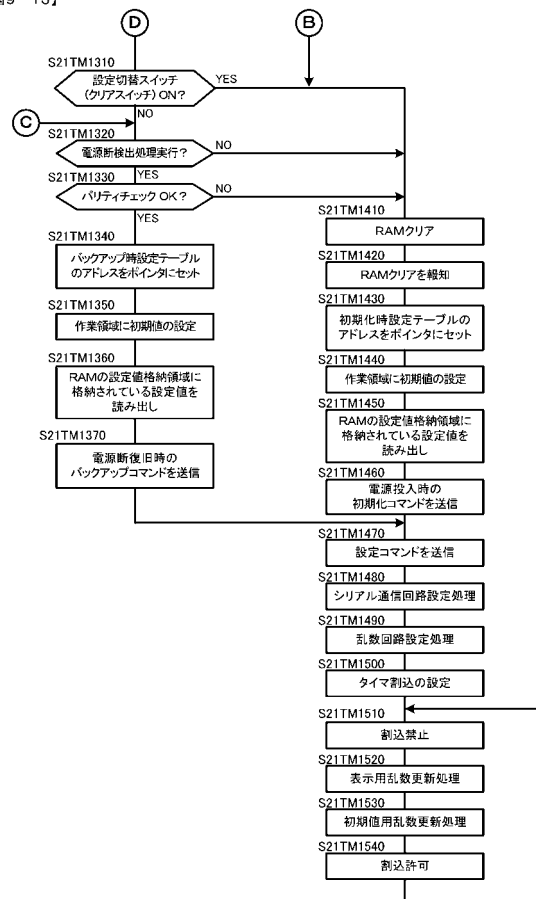 【図9－13】
D
B
S21TM1310
設定切替スイッチ
(クリアスイッチ)ON？
YES
NO
C
S21TM1320
電源断検出処理実行？
NO
YES
S21TM1330
パリティチェックOK？
NO
YES
S21TM1340
バックアップ時設定テーブル
のアドレスをポインタにセット
S21TM1350
作業領域に初期値の設定
S21TM1360
RAMの設定値格納領域に
格納されている設定値を
読み出し
S21TM1370
電源断復旧時の
バックアップコマンドを送信
S21TM1410
RAMクリア
S21TM1420
RAMクリアを報知
S21TM1430
初期化時設定テーブルの
アドレスをポインタにセット
S21TM1440
作業領域に初期値の設定
S21TM1450
RAMの設定値格納領域に
格納されている設定値を
読み出し
S21TM1460
電源投入時の
初期化コマンドを送信
S21TM1470
設定コマンドを送信
S21TM1480
シリアル通信回路設定処理
S21TM1490
乱数回路設定処理
S21TM1500
タイマ割込の設定
S21TM1510
割込禁止
S21TM1520
表示用乱数更新処理
S21TM1530
初期値用乱数更新処理
S21TM1540
割込許可